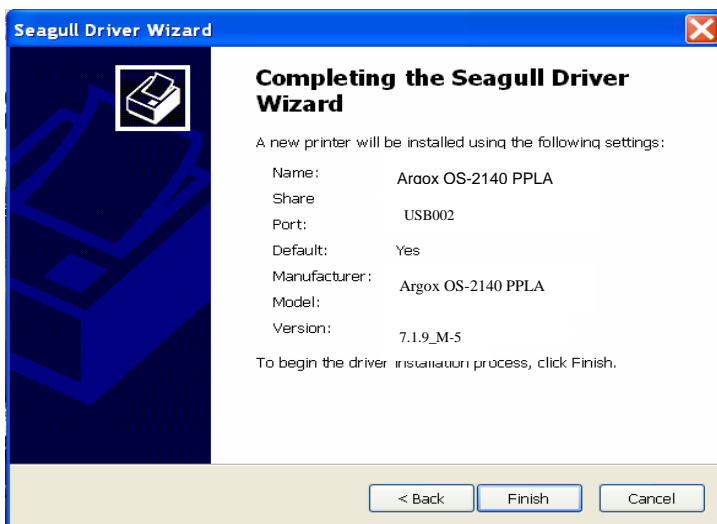 Seagull Driver Wizard
Completing the Seagull Driver
Wizard
A new printer will be installed using the following settings:
Name: Argox OS-2140 PPLA
Share
Port: USB002
Default: Yes
Manufacturer:
Argox OS-2140 PPLA
Model:
Version: 7.1.9_M-5
To begin the driver installation process, click Finish.
< Back Finish Cancel